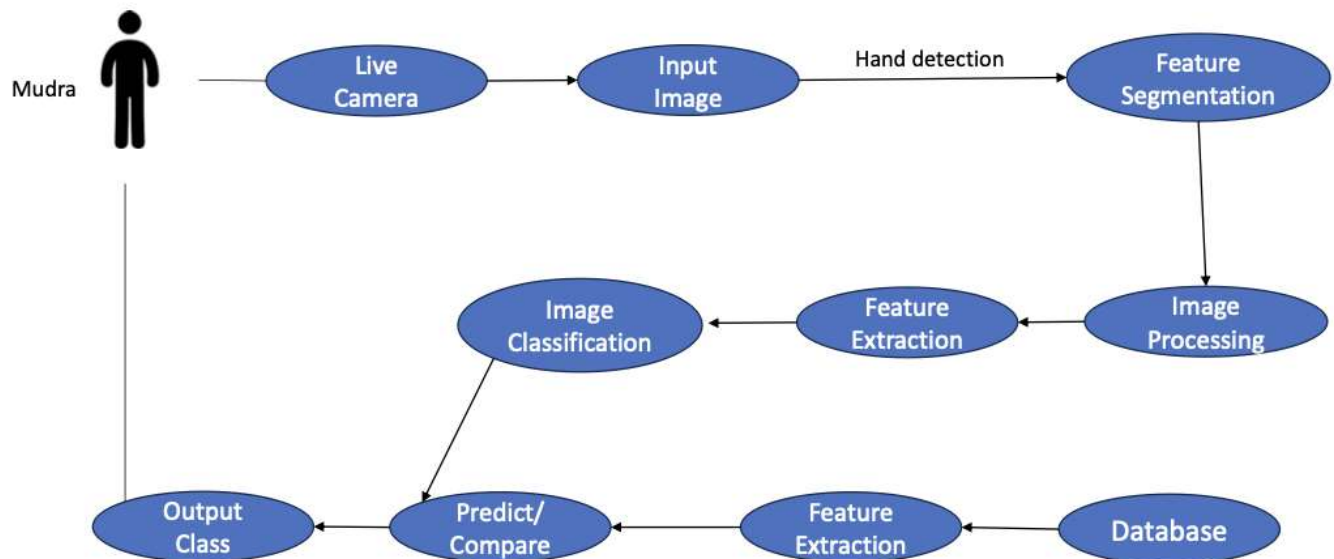 Mudra
Live
Camera
Input
Image
Hand detection
Feature
Segmentation
Image
Classification
Feature
Extraction
Image
Processing
Output
Class
Predict/
Compare
Feature
Extraction
Database